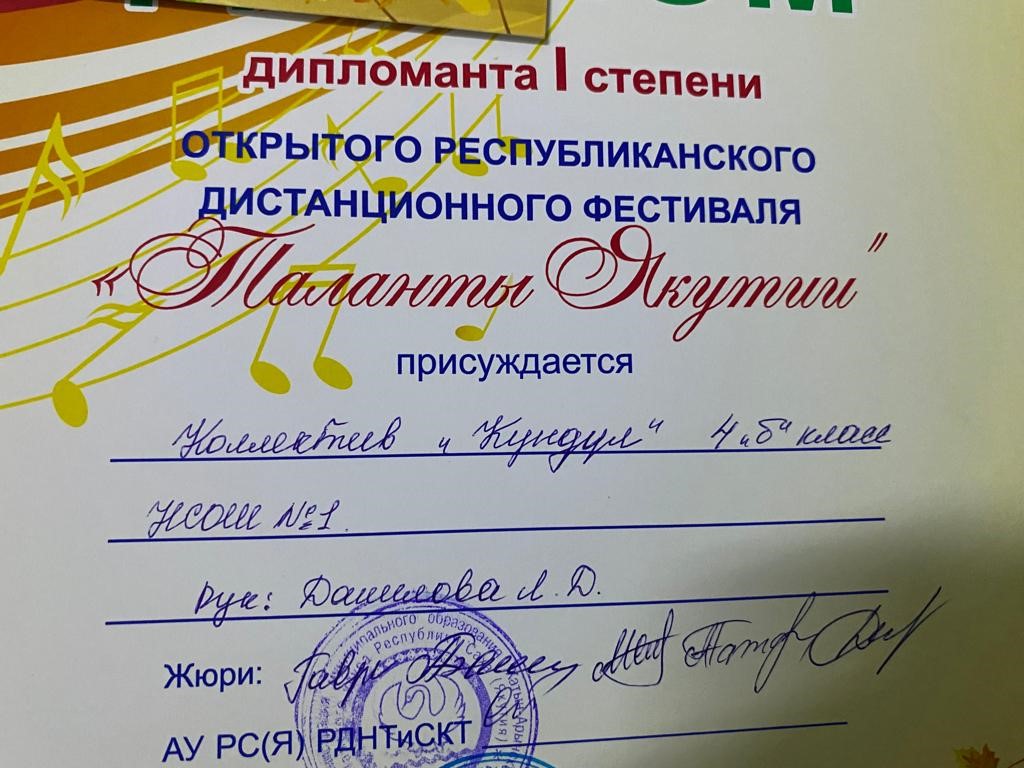 ДИПЛОМАНТА I СТЕПЕНИ
ОТКРЫТОГО РЕСПУБЛИКАНСКОГО
ДИСТАНЦИОННОГО ФЕСТИВАЛЯ
«Таланты Якутии"
присуждается
Коллектив „Кундул“ 4 „б“ класс
НСОШ №1.
рук: Данилова Л. Д.
Жюри:
АУ РС(Я) РДНТиСКТ